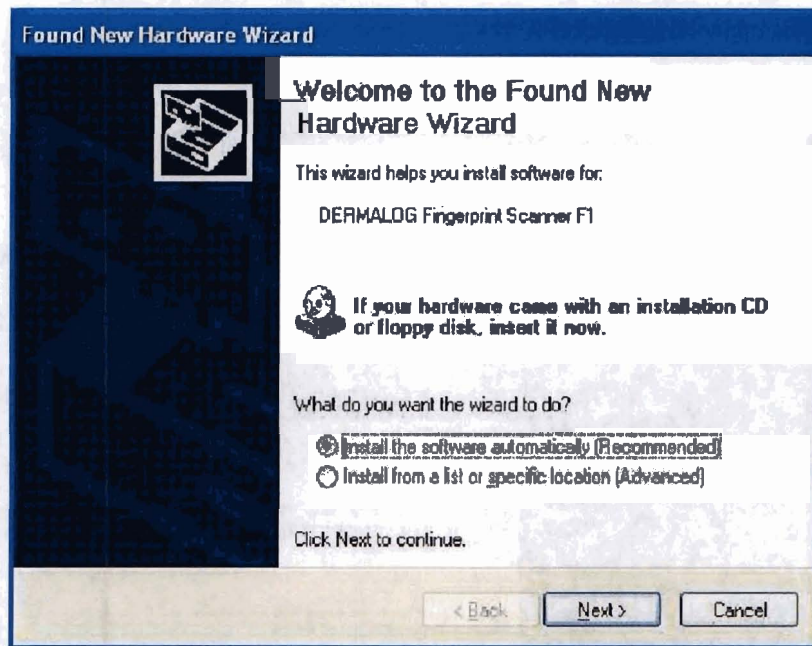 Found New Hardware Wizard
Welcome to the Found New
Hardware Wizard
This wizard helps you install software for:
DERMALOG Fingerprint Scanner F1
If your hardware came with an installation CD
or floppy disk, insert it now.
What do you want the wizard to do?
Install the software automatically (Recommended)
Install from a list or specific location (Advanced)
Click Next to continue.
< Back
Next >
Cancel